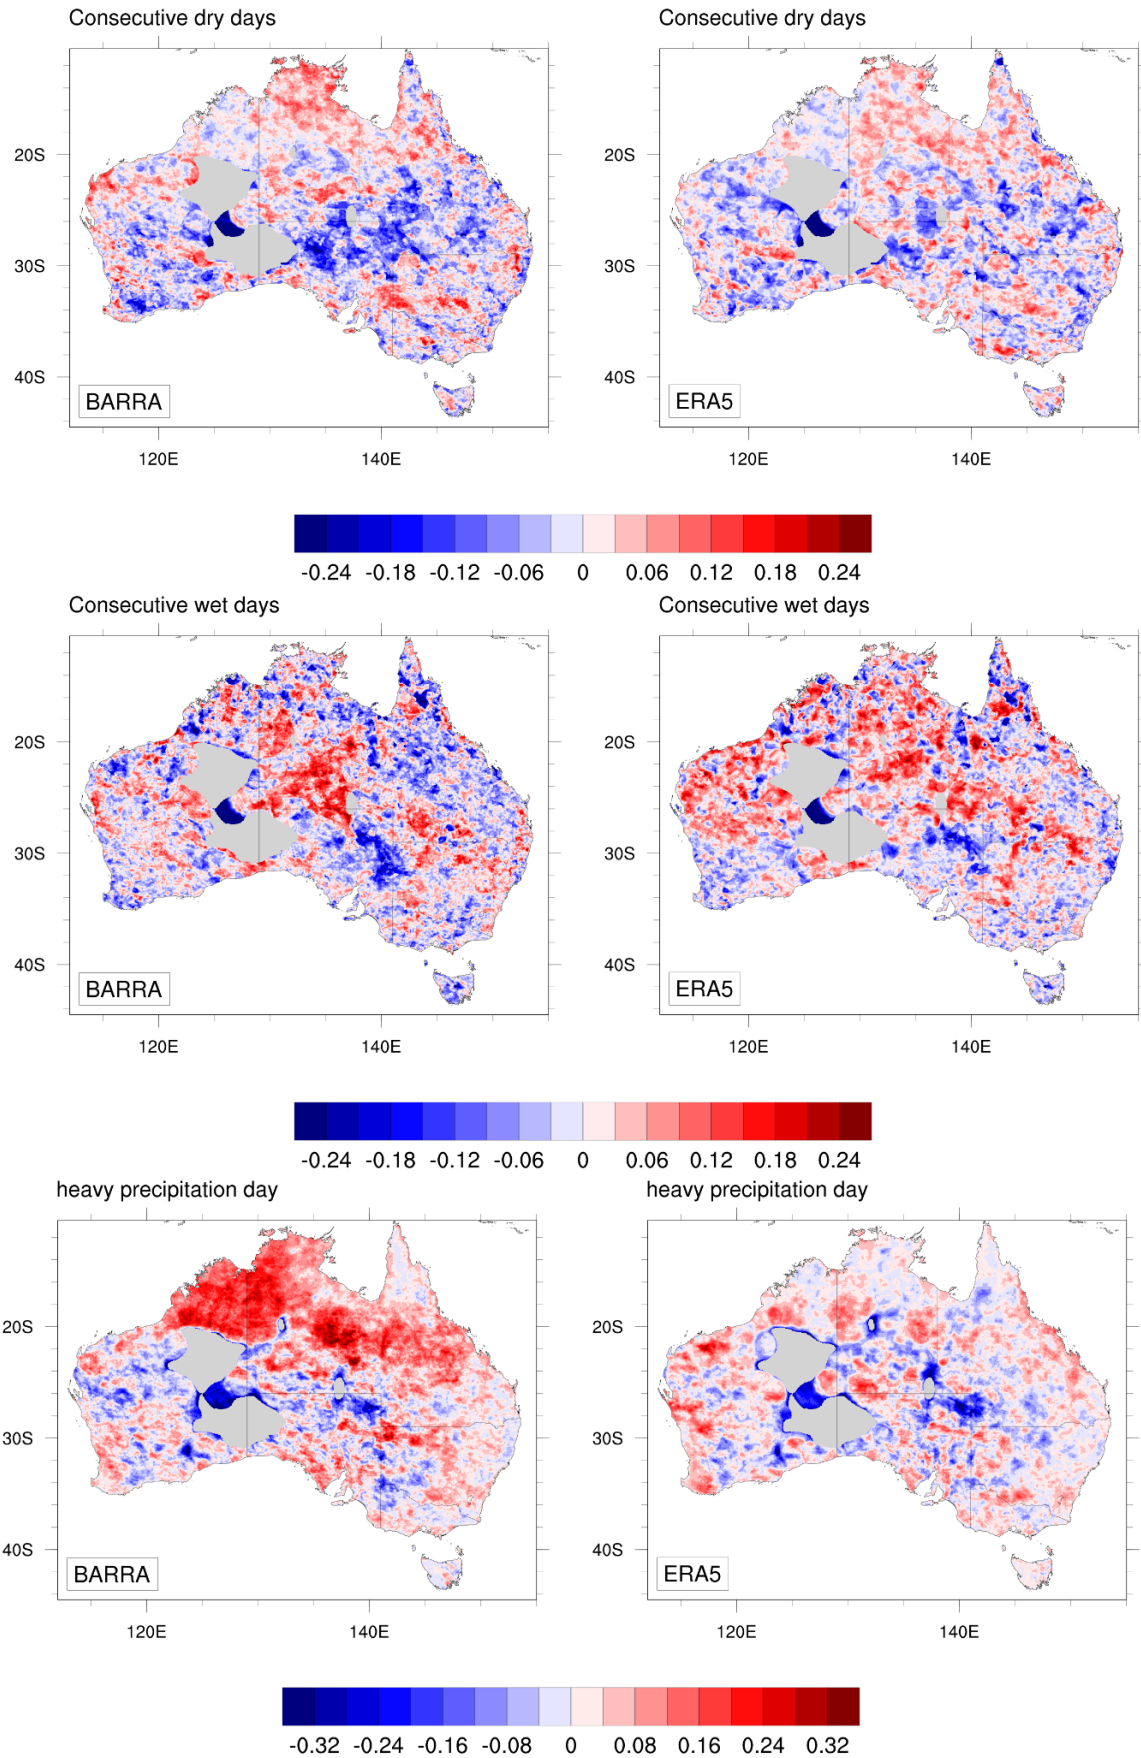 Consecutive dry days Consecutive dry days
20S 20S
30S 30S
40S 40S
BARRA ERA5
120E 140E 120E 140E
-0.24 -0.18 -0.12 -0.06 0 0.06 0.12 0.18 0.24
Consecutive wet days Consecutive wet days
20S 20S
30S 30S
40S 40S
BARRA ERA5
120E 140E 120E 140E
-0.24 -0.18 -0.12 -0.06 0 0.06 0.12 0.18 0.24
heavy precipitation day heavy precipitation day
20S 20S
30S 30S
40S 40S
BARRA ERA5
120E 140E 120E 140E
-0.32 -0.24 -0.16 -0.08 0 0.08 0.16 0.24 0.32